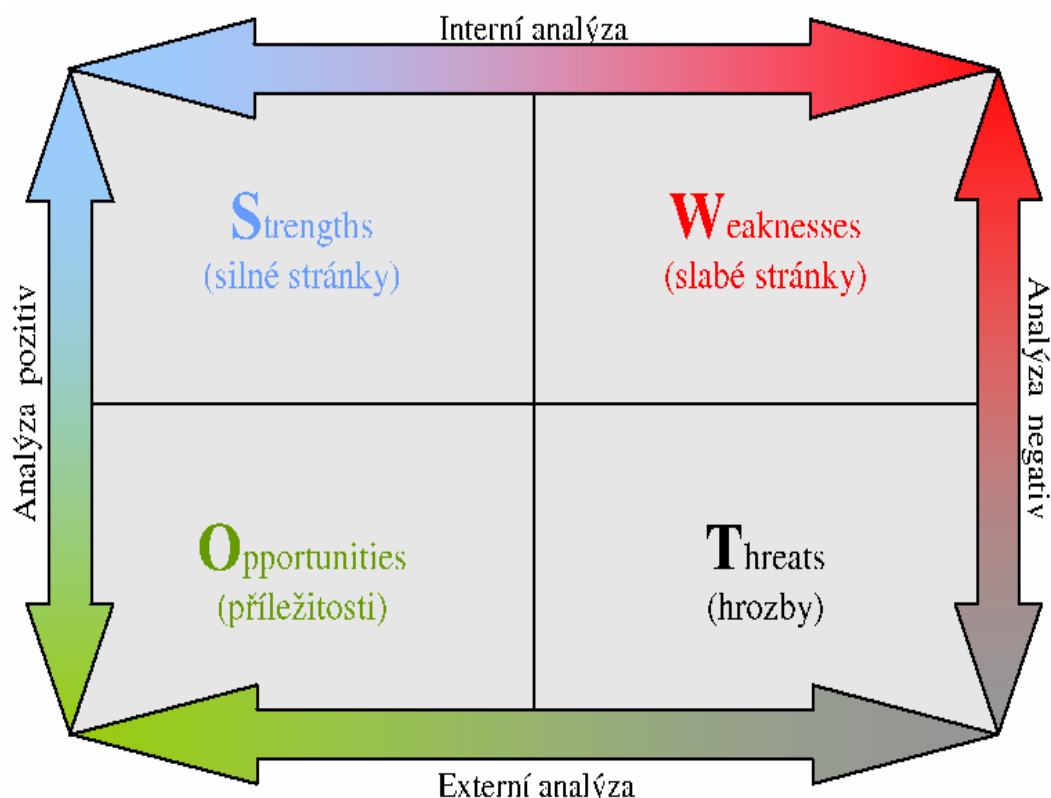 Interní analýza
Strengths
(silné stránky)
Weaknesses
(slabé stránky)
Analýza pozitiv
Analýza negativ
Opportunities
(příležitosti)
Threats
(hrozby)
Externí analýza